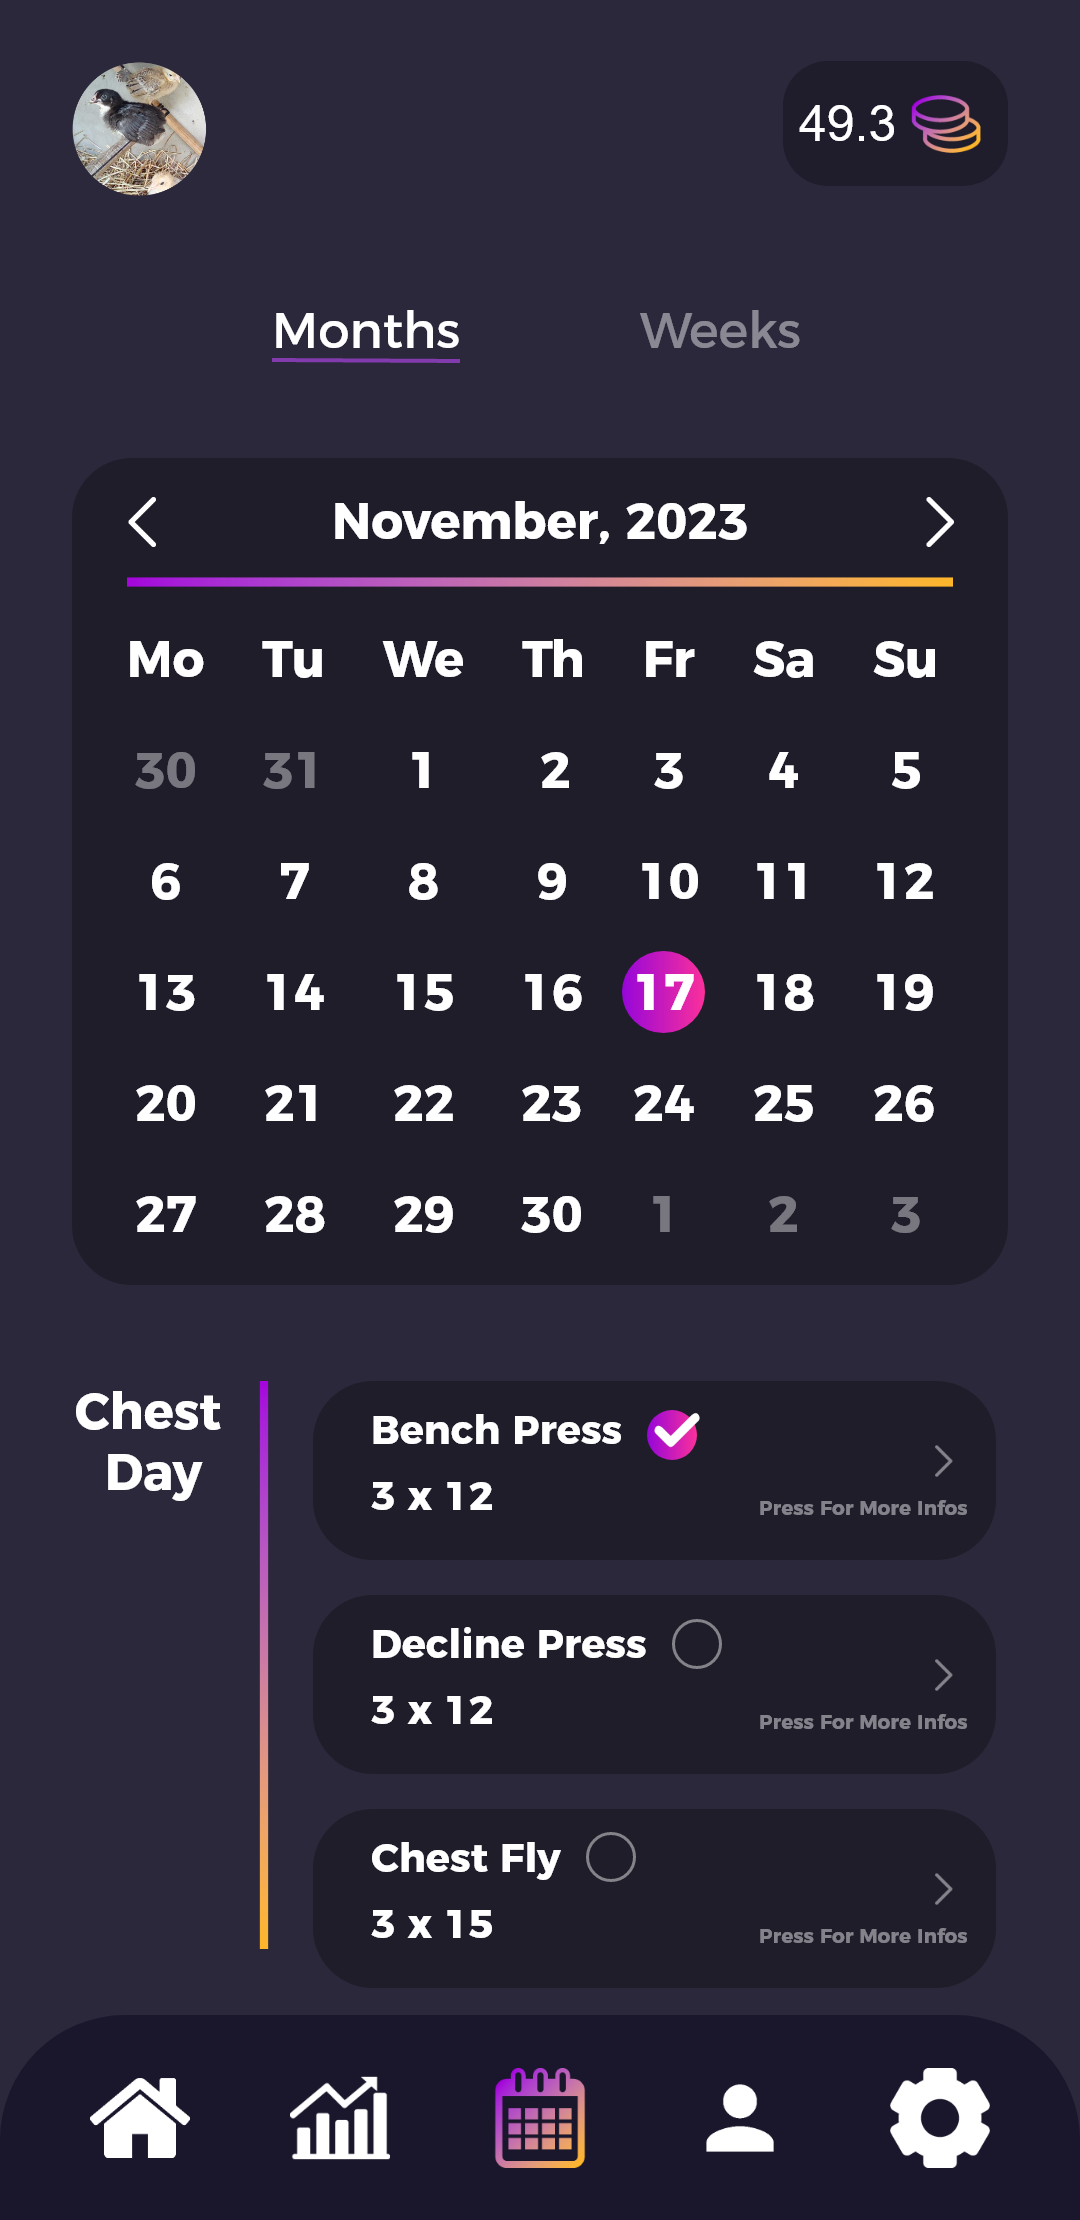 49.3
Months Weeks
November, 2023
Mo Tu We Th Fr Sa Su
30 31 1 2 3 4 5
6 7 8 9 10 11 12
13 14 15 16 17 18 19
20 21 22 23 24 25 26
27 28 29 30 1 2 3
Chest
Day
Bench Press
3 x 12
Press For More Infos
Decline Press
3 x 12
Press For More Infos
Chest Fly
3 x 15
Press For More Infos